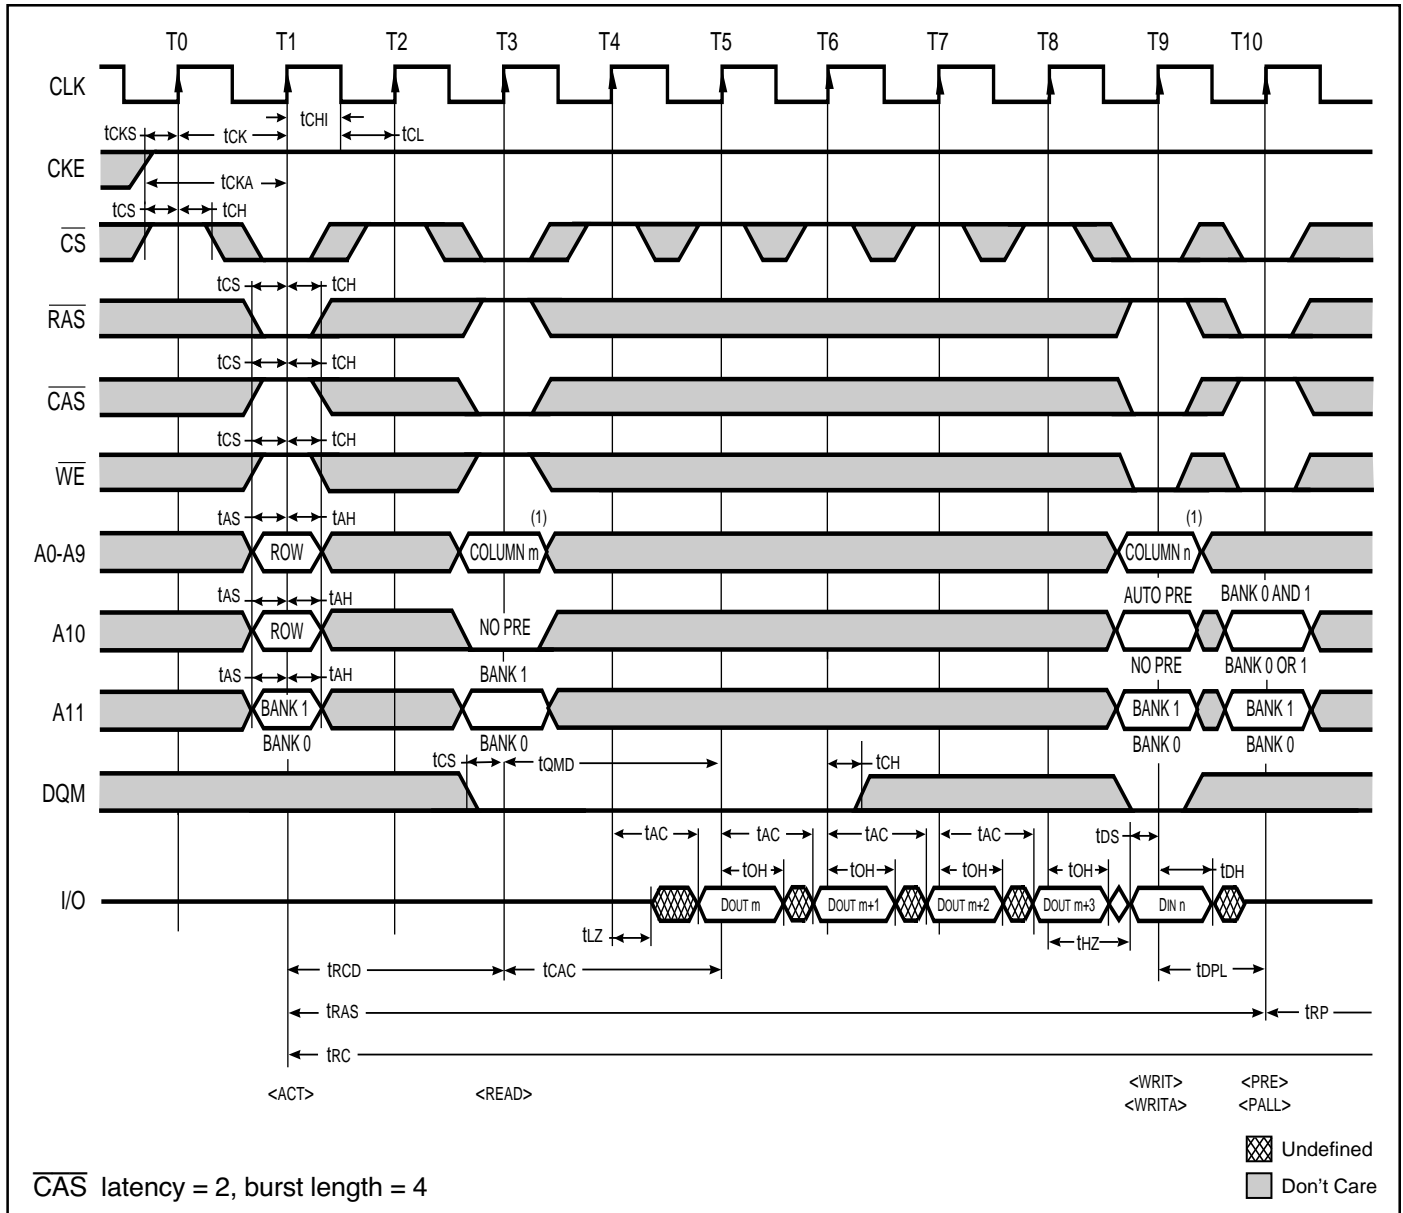 T0 T1 T2 T3 T4 T5 T6 T7 T8 T9 T10
CLK
tCHI
tCKS tCK tCL
CKE
tCKA
tCS tCH
CS
tCS tCH
RAS
tCS tCH
CAS
tCS tCH
WE
tAS tAH (1) (1)
A0-A9 ROW COLUMN m COLUMN n
tAS tAH AUTO PRE BANK 0 AND 1
A10 ROW NO PRE
tAS tAH BANK 1 NO PRE BANK 0 OR 1
A11 BANK 1 BANK 1 BANK 1
BANK 0 BANK 0 BANK 0 BANK 0
tCS tQMD tCH
DQM
tAC tAC tAC tAC tDS
tOH tOH tOH tOH tDH
I/O DOUT m DOUT m+1 DOUT m+2 DOUT m+3 DIN n
tLZ tHZ
tRCD tCAC tDPL
tRAS tRP
tRC
<ACT> <READ> <WRIT> <PRE>
<WRITA> <PALL>
Undefined
CAS latency = 2, burst length = 4 Don't Care